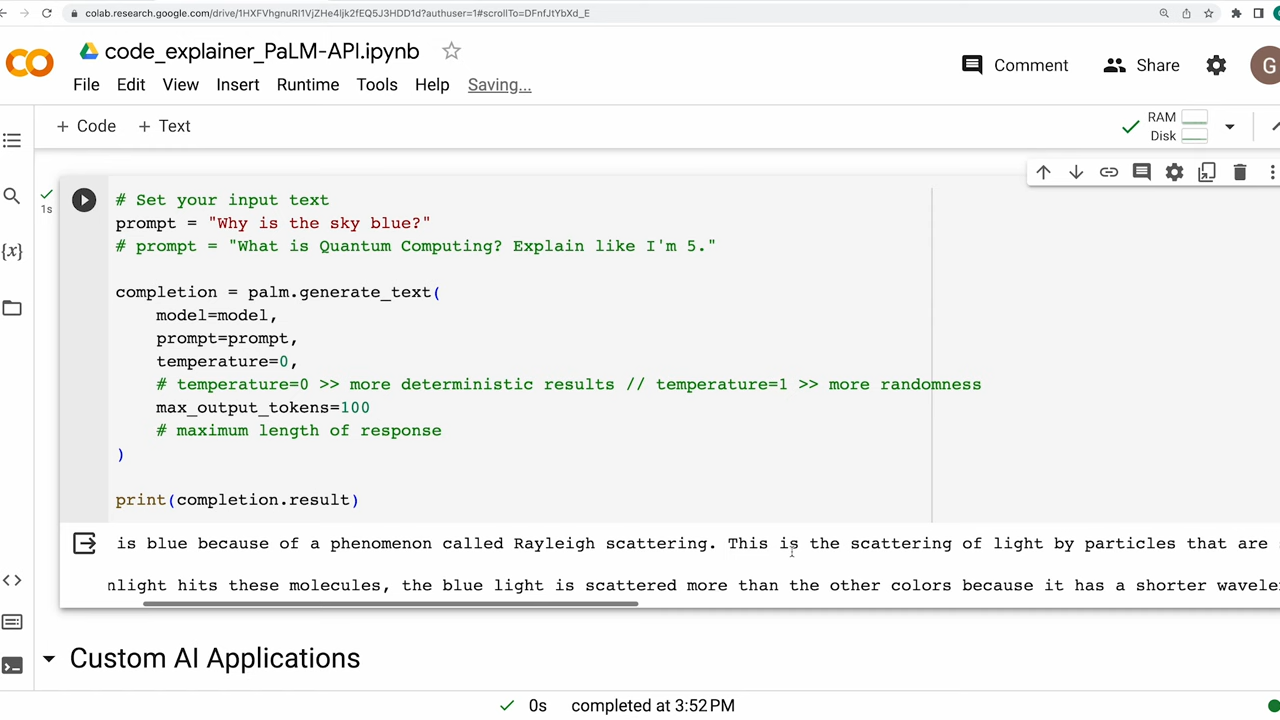 colab.research.google.com/drive/1HXFVhgnuRI1VjZHe4ljk2fEQ5J3HDD1d?authuser=1#scrollTo=DFnfJtYbXd_E
code_explainer_PaLM-API.ipynb
Comment
Share
G
File Edit View Insert Runtime Tools Help Saving...
+ Code + Text
RAM
Disk
{x}
1s
# Set your input text
prompt = "Why is the sky blue?"
# prompt = "What is Quantum Computing? Explain like I'm 5."
completion = palm.generate_text(
model=model,
prompt=prompt,
temperature=0,
# temperature=0 >> more deterministic results // temperature=1 >> more randomness
max_output_tokens=100
# maximum length of response
)
print(completion.result)
is blue because of a phenomenon called Rayleigh scattering. This is the scattering of light by particles that are
nlight hits these molecules, the blue light is scattered more than the other colors because it has a shorter wavele
Custom AI Applications
0s completed at 3:52 PM